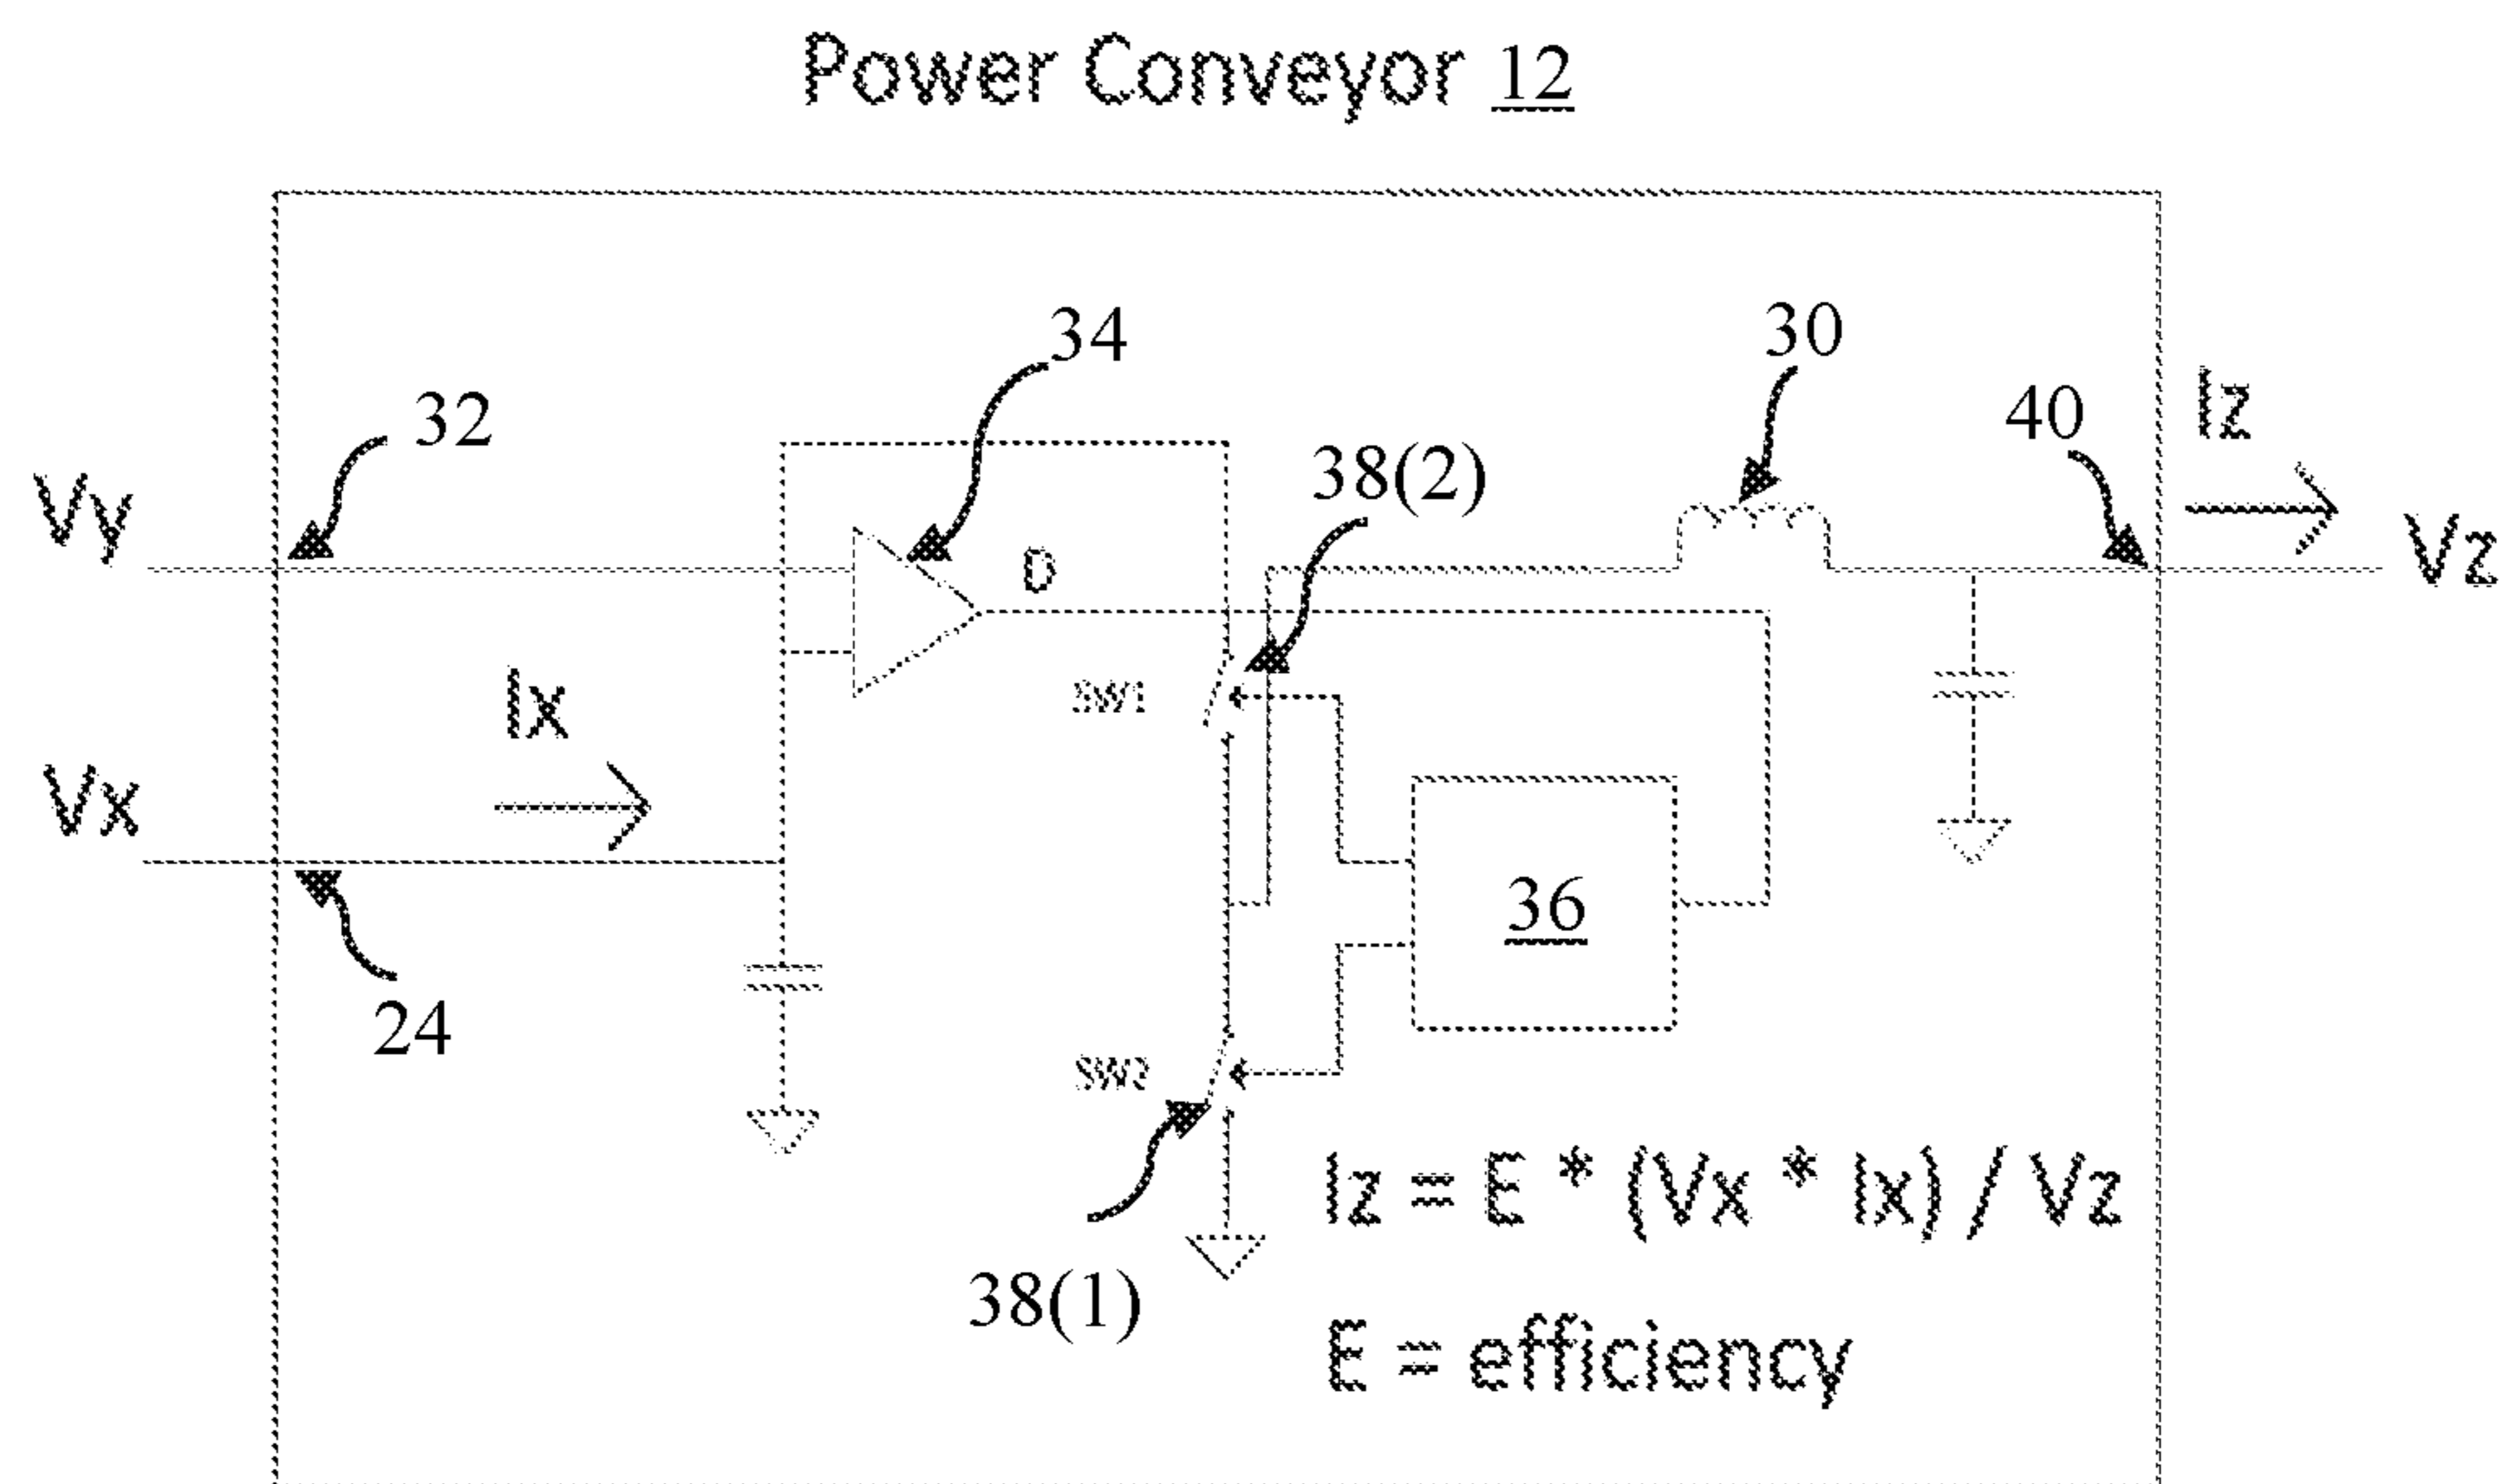 Power Conveyor 12
34
30
32
40
Iz
38(2)
Vy
D
Vz
SW1
Ix
Vx
36
24
SW2
Iz = E * (Vx * Ix) / Vz
38(1)
E = efficiency